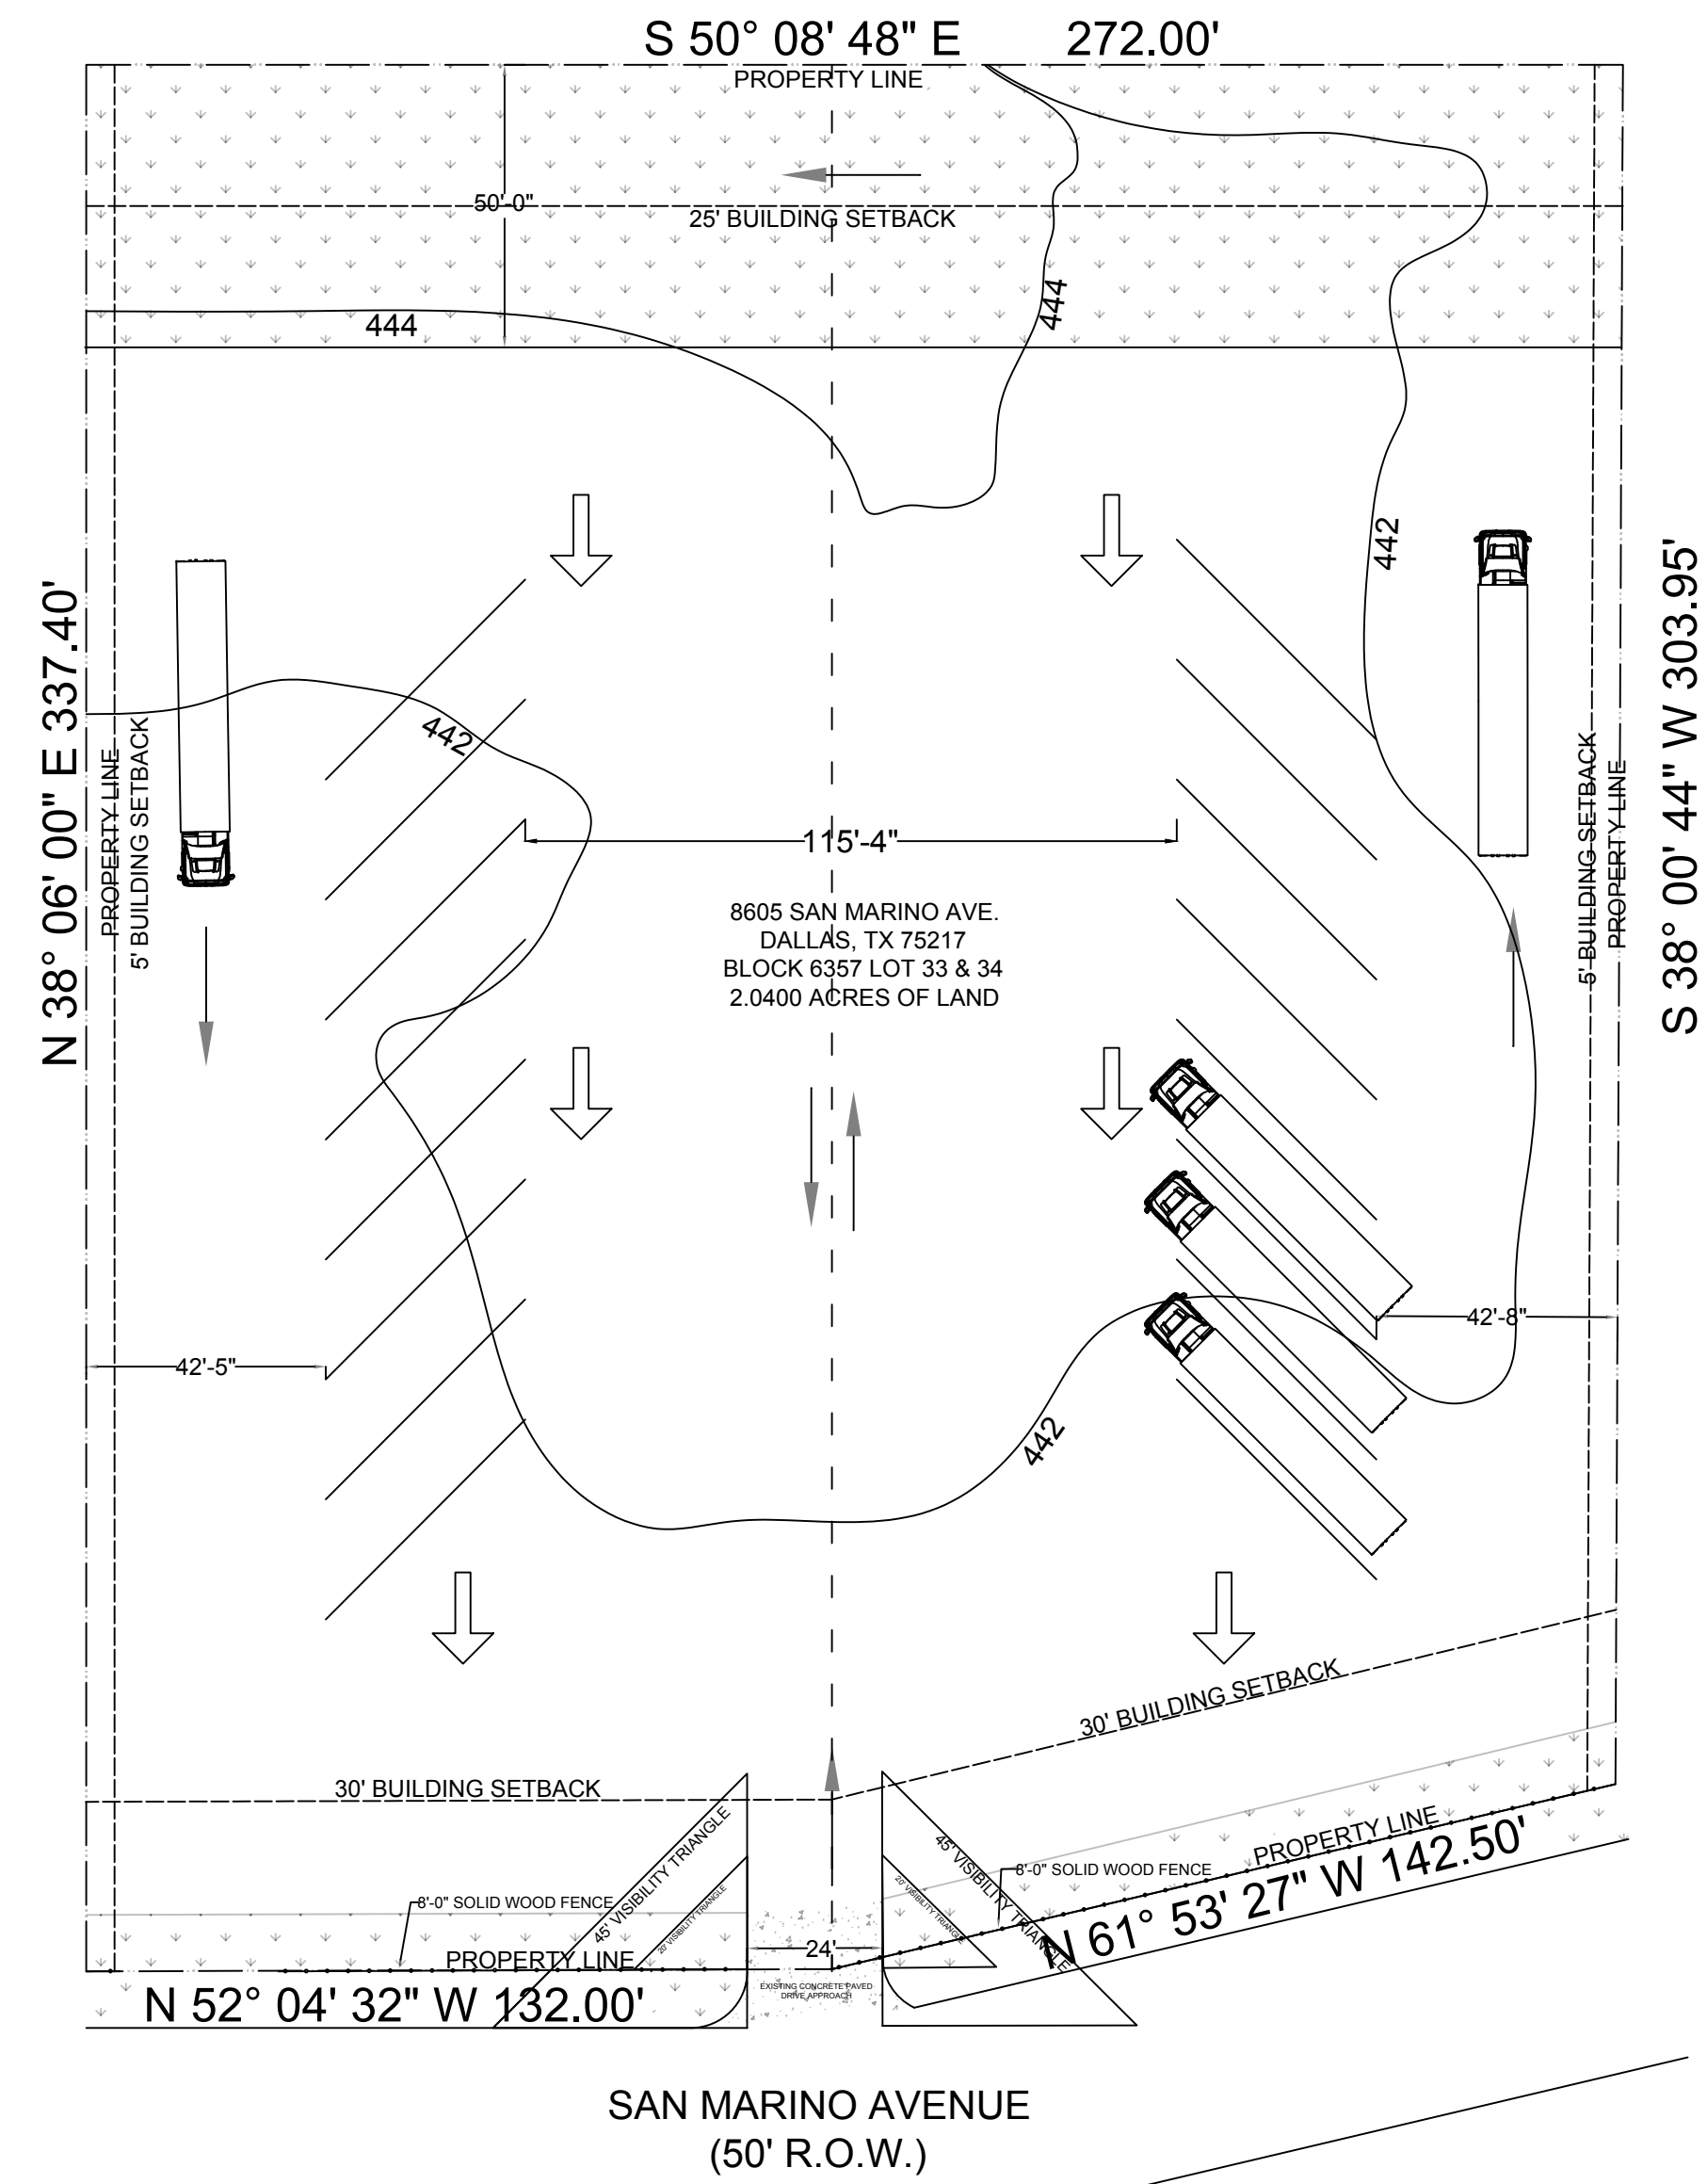 S 50° 08' 48" E 272.00'
PROPERTY LINE
50'-0"
25' BUILDING SETBACK
444
444
442
N 38° 06' 00" E 337.40'
PROPERTY LINE
5' BUILDING SETBACK
442
115'-4"
8605 SAN MARINO AVE.
DALLAS, TX 75217
BLOCK 6357 LOT 33 & 34
2.0400 ACRES OF LAND
5' BUILDING SETBACK
PROPERTY LINE
S 38° 00' 44" W 303.95'
42'-5"
42'-8"
442
30' BUILDING SETBACK
30' BUILDING SETBACK
45' VISIBILITY TRIANGLE
20' VISIBILITY TRIANGLE
8'-0" SOLID WOOD FENCE
PROPERTY LINE
N 52° 04' 32" W 132.00'
24'
EXISTING CONCRETE PAVED
DRIVE APPROACH
45' VISIBILITY TRIANGLE
20' VISIBILITY TRIANGLE
8'-0" SOLID WOOD FENCE
PROPERTY LINE
N 61° 53' 27" W 142.50'
SAN MARINO AVENUE
(50' R.O.W.)